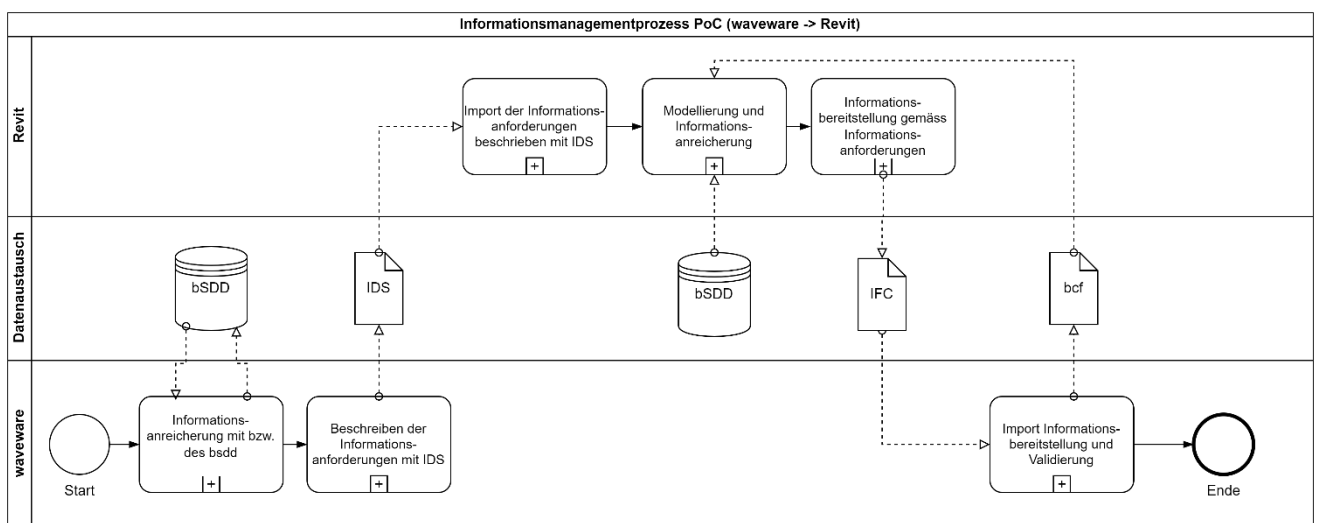 Informationsmanagementprozess PoC (waveware -> Revit)
Revit
Import der Informations-
anforderungen
beschrieben mit IDS
Modellierung und
Informations-
anreicherung
Informations-
bereitstellung gemäss
Informations-
anforderungen
Datenaustausch
bSDD
IDS
bSDD
IFC
bcf
waveware
Start
Informations-
anreicherung mit bzw.
des bsdd
Beschreiben der
Informations-
anforderungen mit IDS
Import Informations-
bereitstellung und
Validierung
Ende